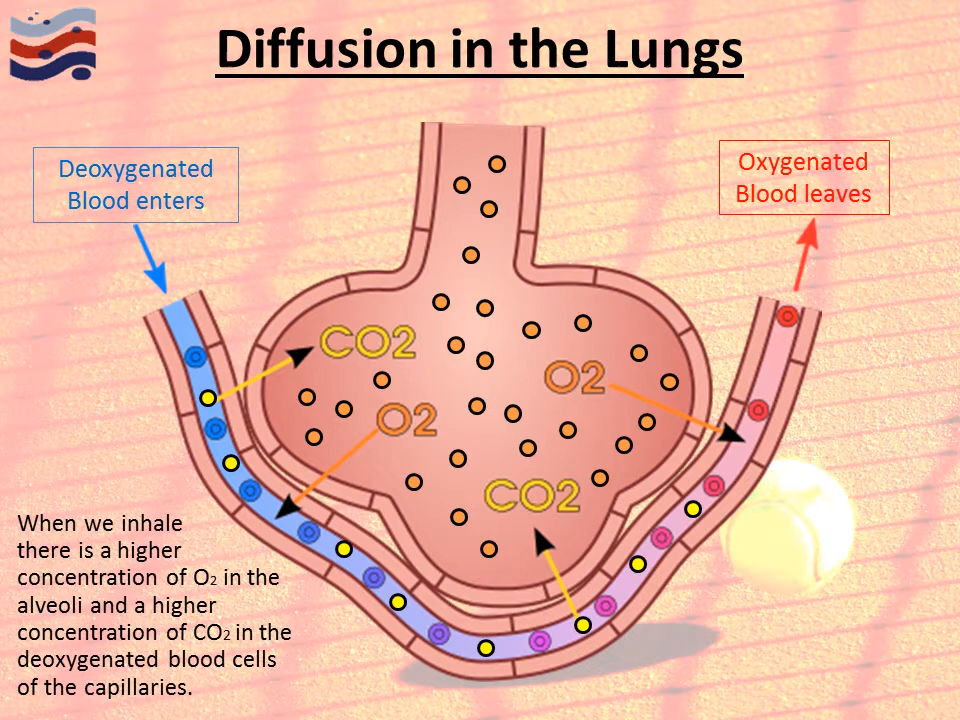 Diffusion in the Lungs
Deoxygenated
Blood enters
Oxygenated
Blood leaves
CO2
O2
O2
CO2
When we inhale
there is a higher
concentration of O₂ in the
alveoli and a higher
concentration of CO₂ in the
deoxygenated blood cells
of the capillaries.